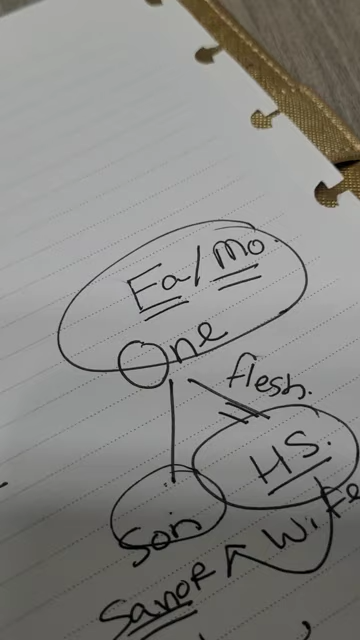 Fa/Mo.
One
flesh.
HS.
Son
Wife